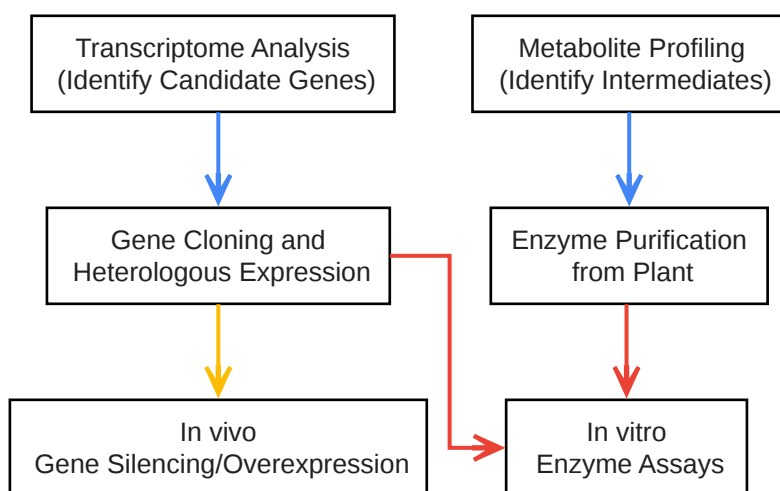 Transcriptome Analysis
(Identify Candidate Genes)
Metabolite Profiling
(Identify Intermediates)
Gene Cloning and
Heterologous Expression
Enzyme Purification
from Plant
In vivo
Gene Silencing/Overexpression
In vitro
Enzyme Assays